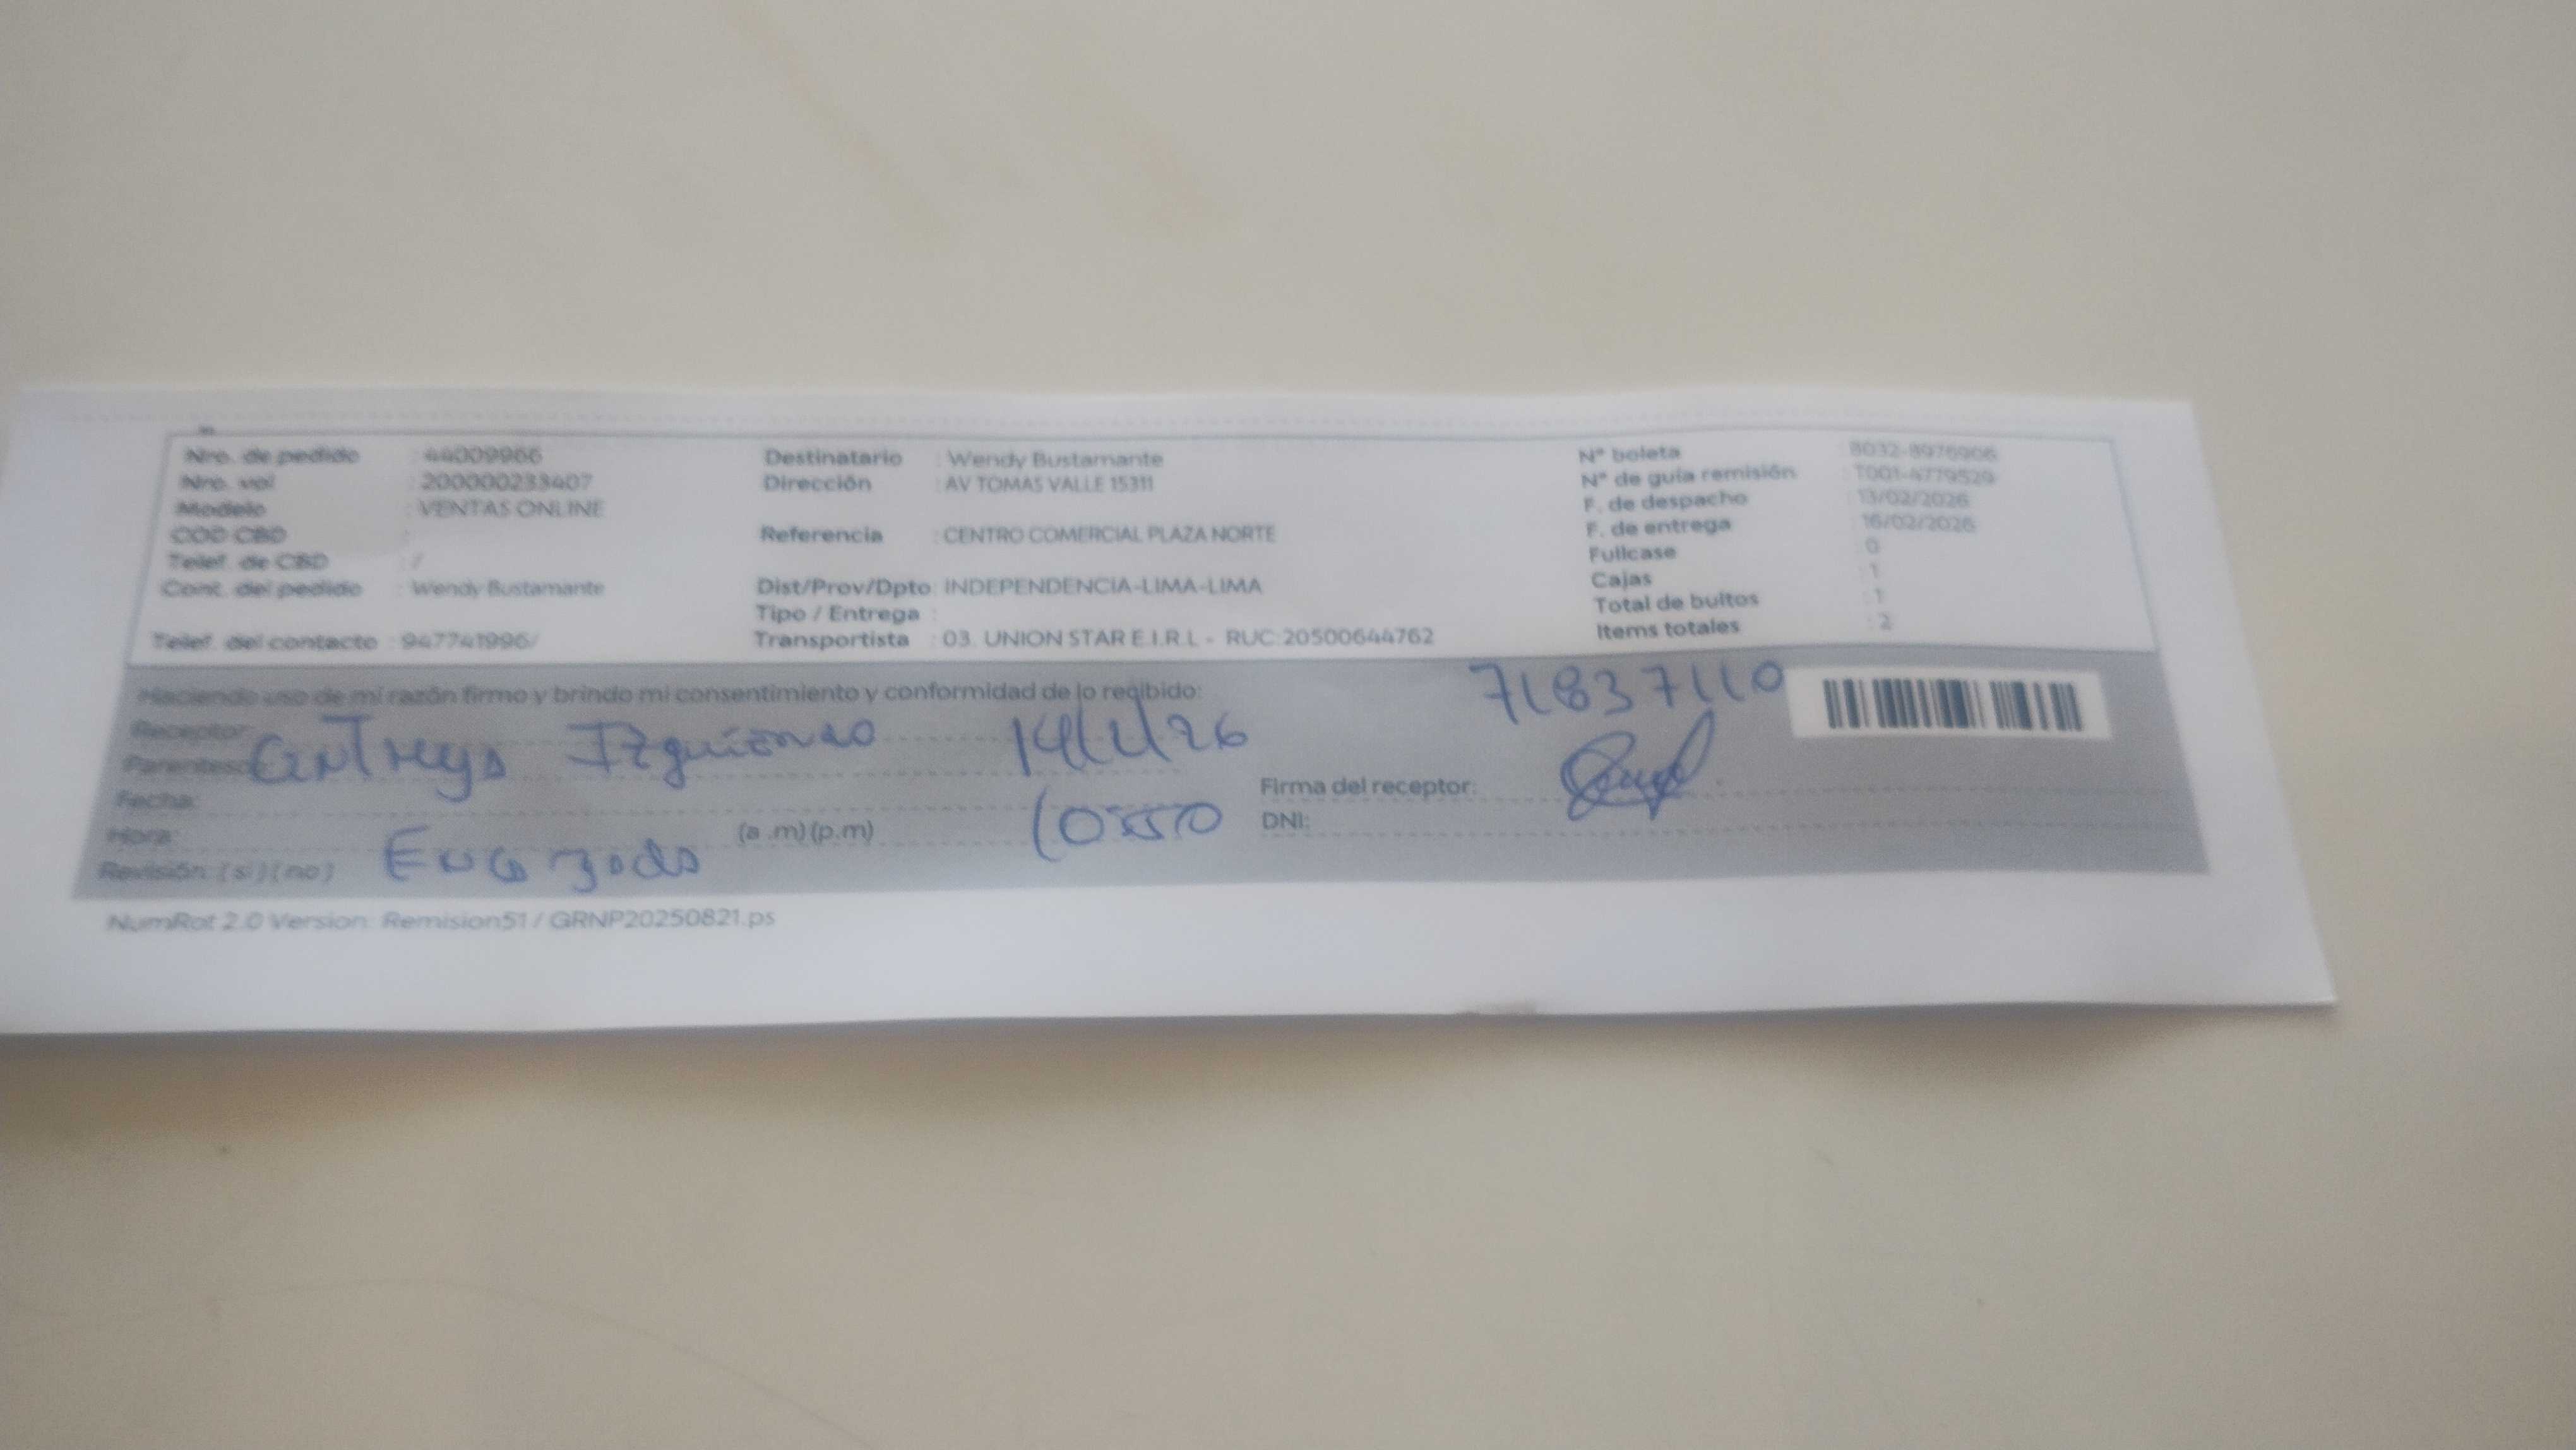 Nro. de pedido : 44009966
Nro. vol : 200000233407
Modelo : VENTAS ONLINE
COD CBD :
Telef. de CBD : /
Cont. del pedido : Wendy Bustamante
Telef. del contacto : 947741996/
Destinatario : Wendy Bustamante
Dirección : AV TOMAS VALLE 15311
Referencia : CENTRO COMERCIAL PLAZA NORTE
Dist/Prov/Dpto : INDEPENDENCIA-LIMA-LIMA
Tipo / Entrega :
Transportista : 03. UNION STAR E.I.R.L - RUC:20500644762
N° boleta
N° de guía remisión : T001-4779529
F. de despacho : 13/02/2026
F. de entrega : 16/02/2026
Fullcase : 0
Cajas : 1
Total de bultos : 1
Items totales : 2
Haciendo uso de mi razón firmo y brindo mi consentimiento y conformidad de lo recibido:
71837110
Receptor:
Parentesco
Fecha:
Hora: (a .m) (p.m)
Revisión: ( si ) ( no )
Firma del receptor:
DNI:
NumRot 2.0 Version: Remision51 / GRNP20250821.ps